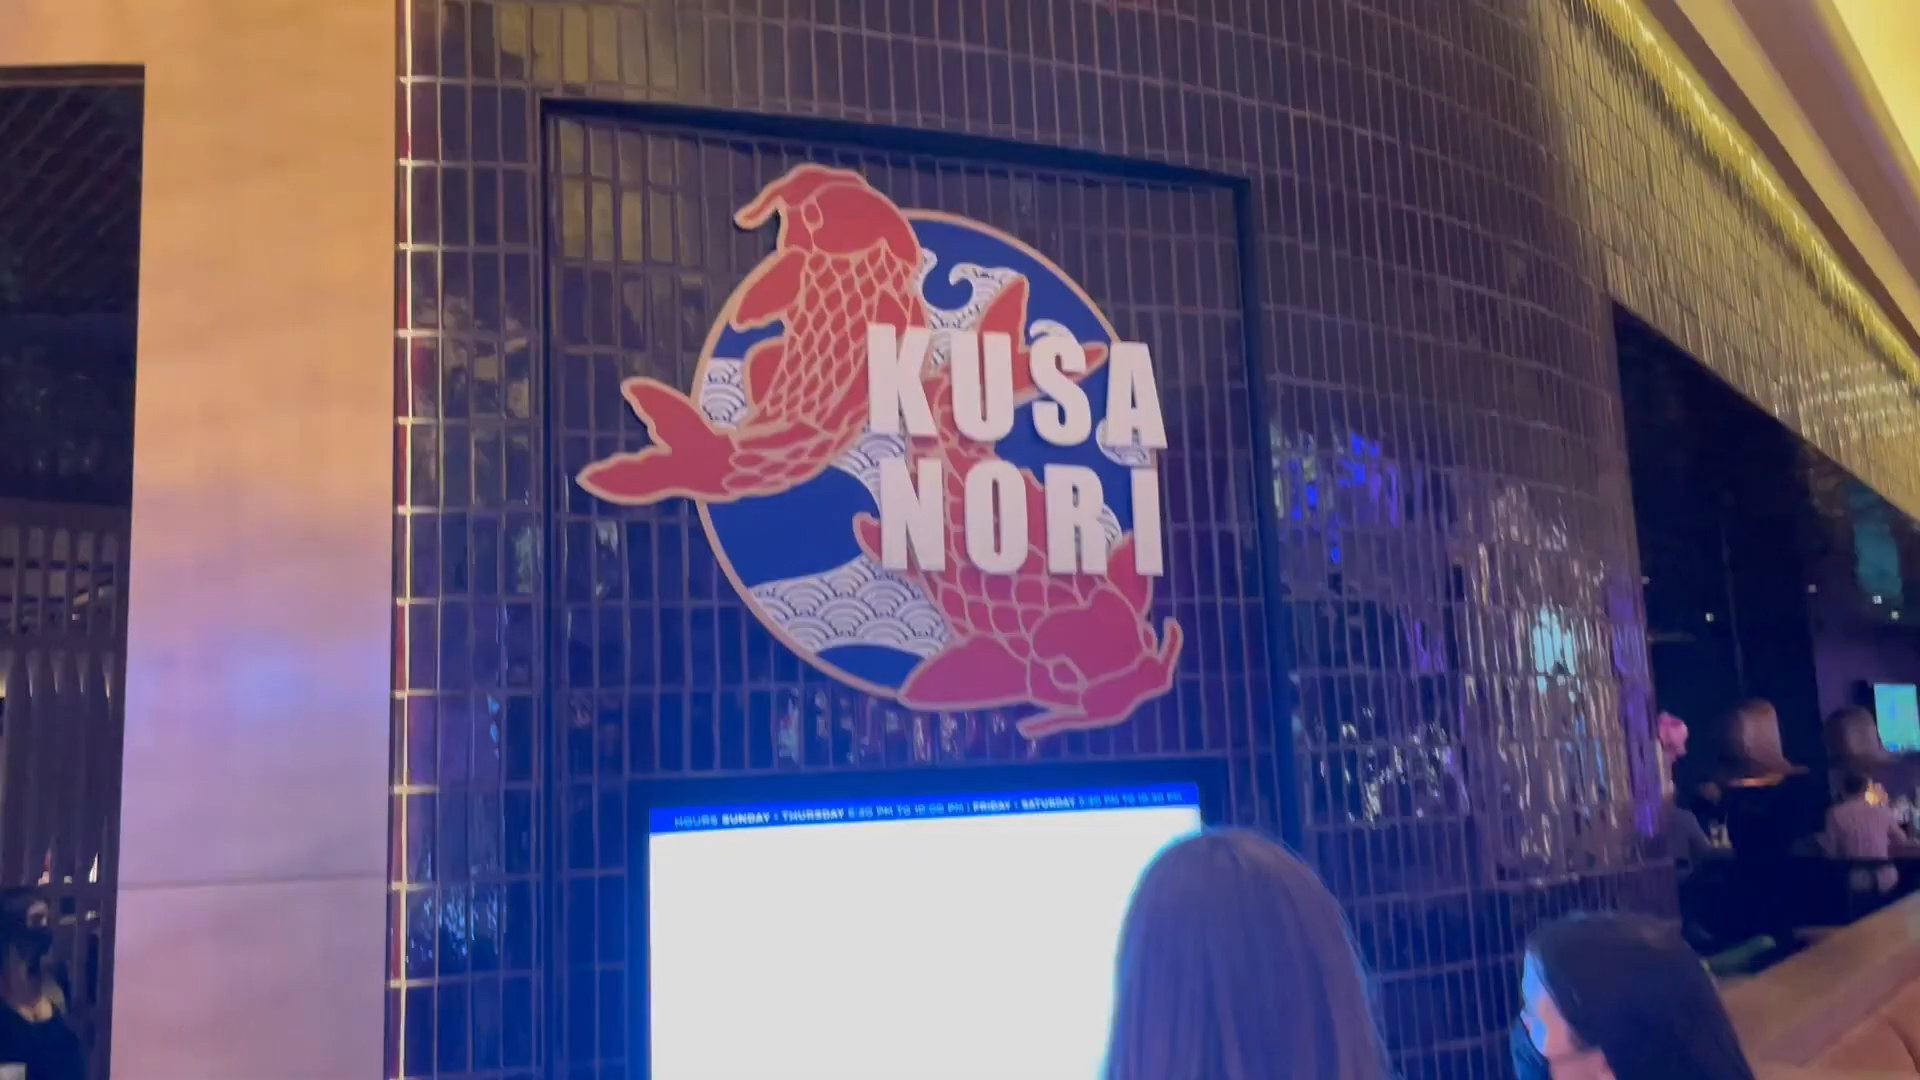 KUSA
NORI
HOURS SUNDAY - THURSDAY 5:30 PM TO 10:00 PM | FRIDAY - SATURDAY 5:30 PM TO 10:30 PM